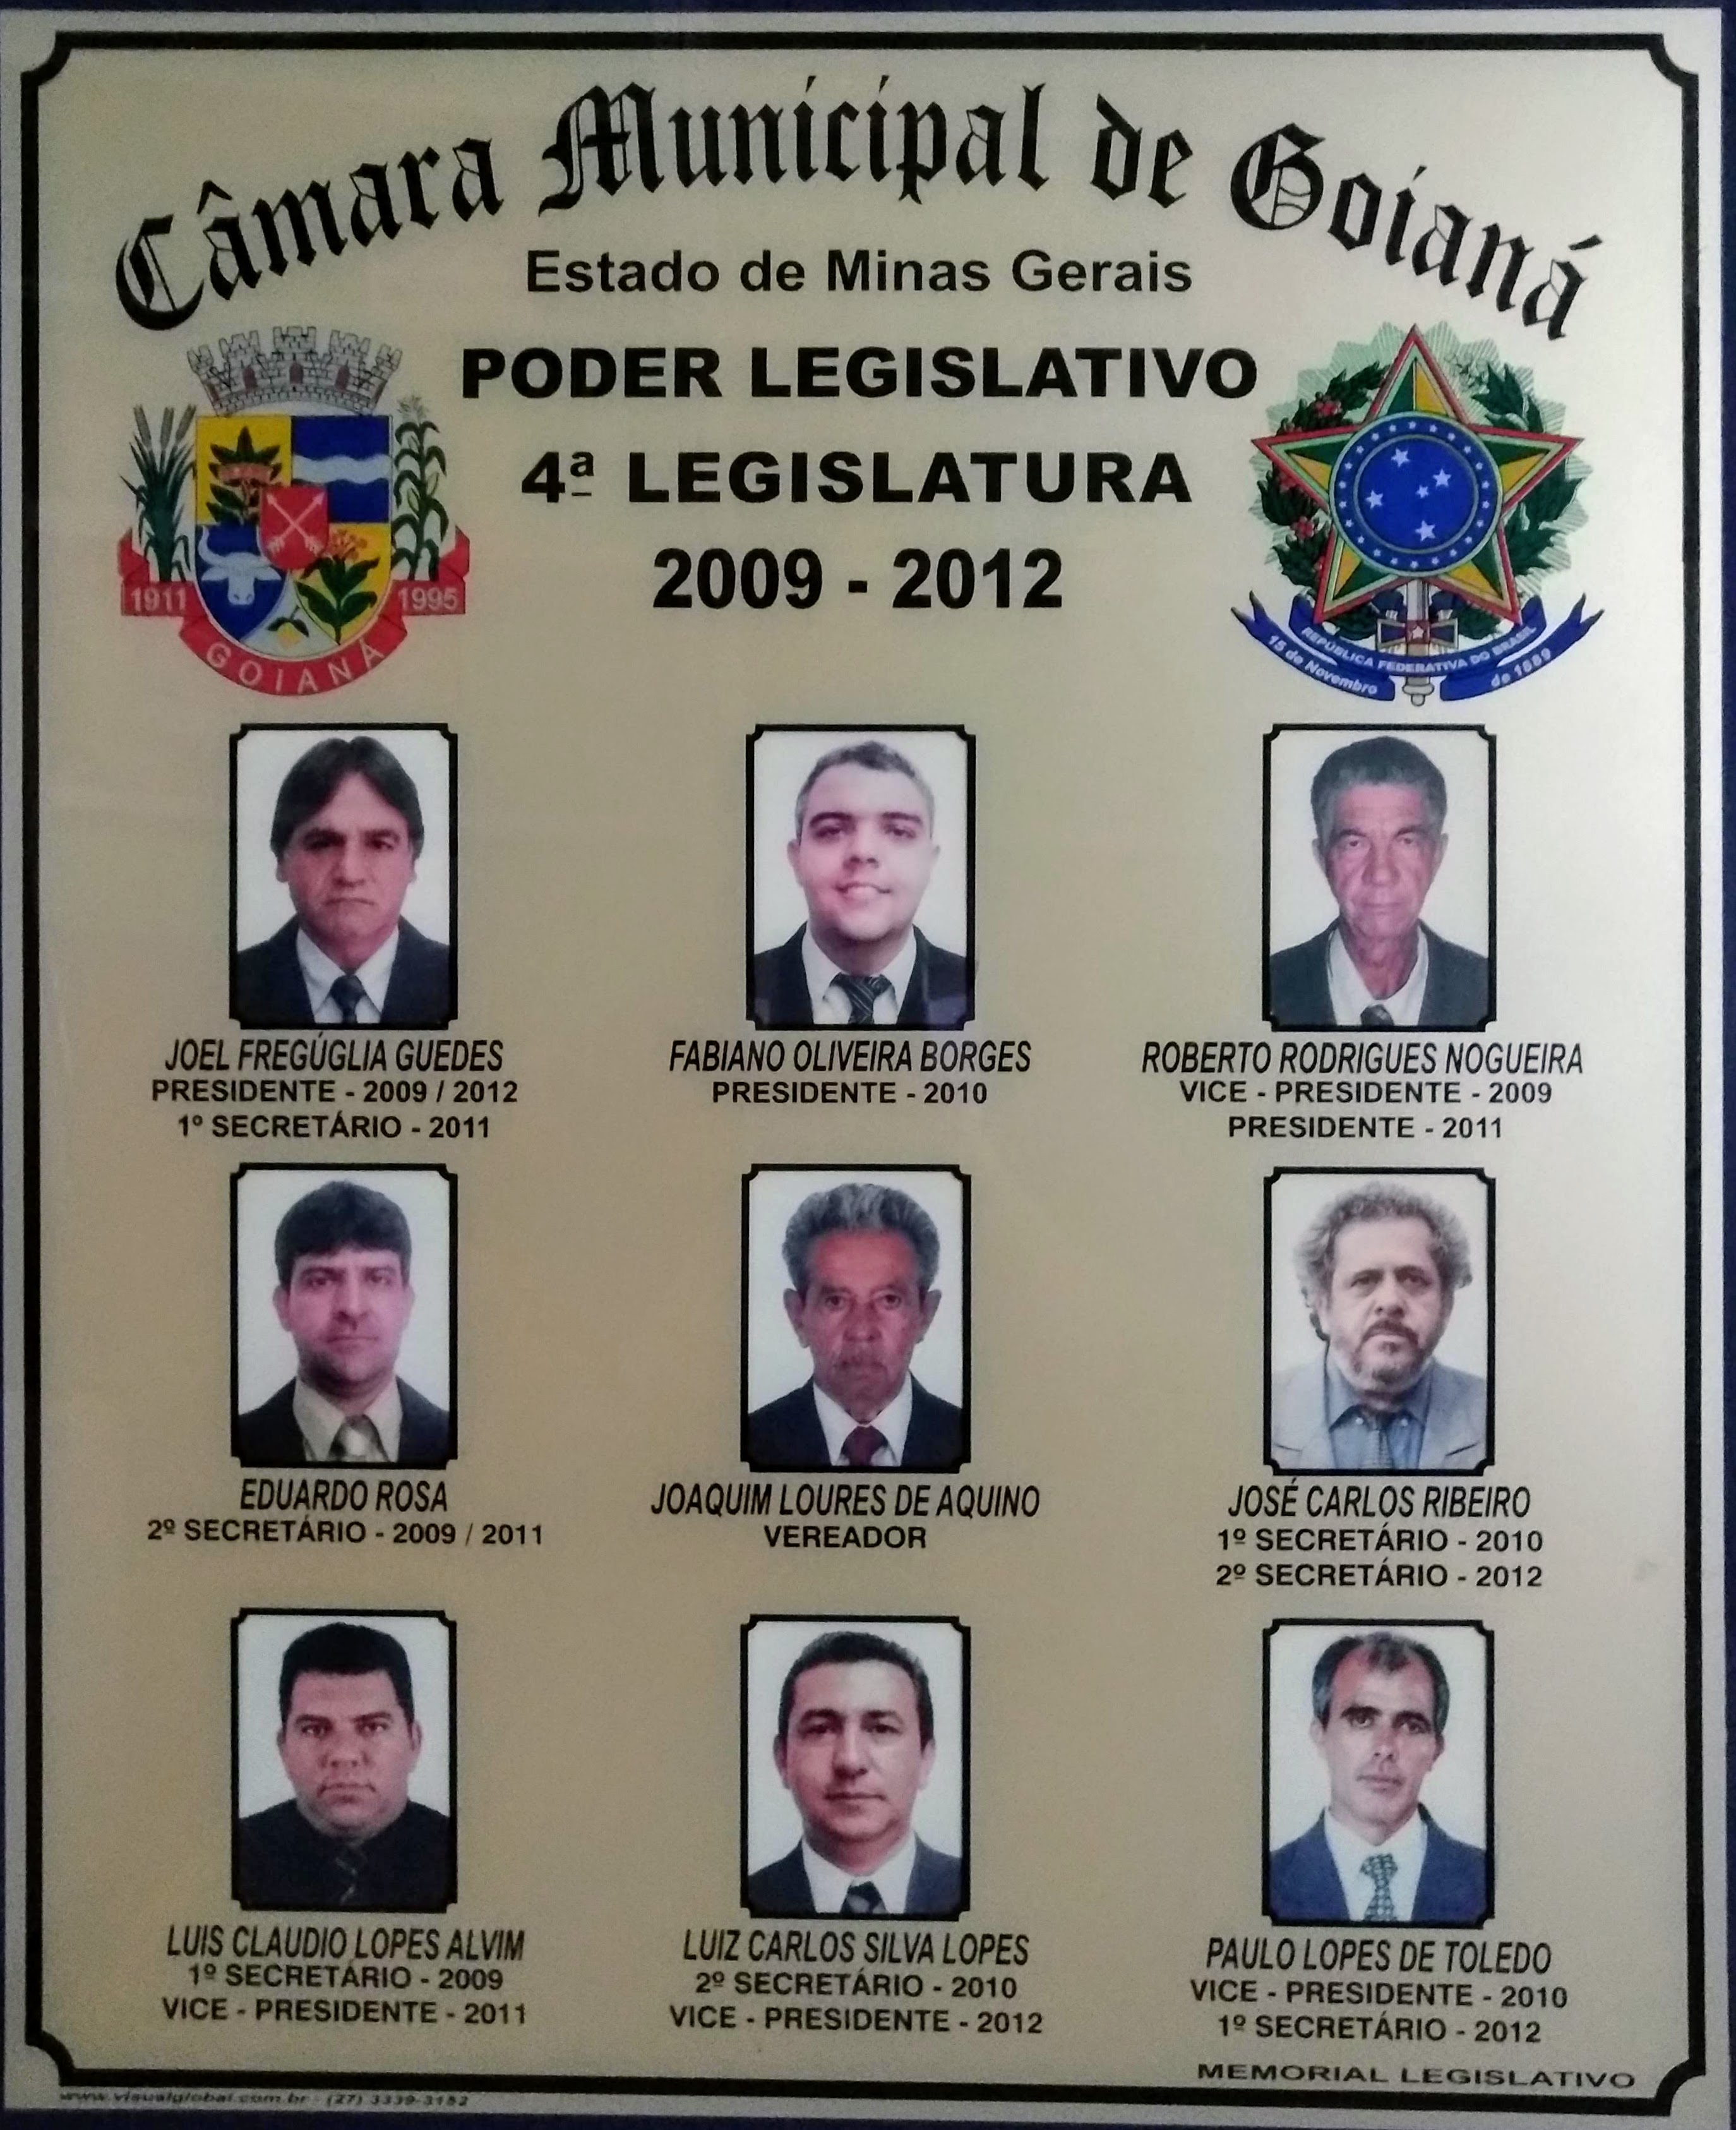 Câmara Municipal de Goianá
Estado de Minas Gerais
PODER LEGISLATIVO
4ª LEGISLATURA
2009 - 2012
1911
1995
GOIANÁ
REPÚBLICA FEDERATIVA DO BRASIL
15 de Novembro
de 1889
JOEL FREGÚGLIA GUEDES
PRESIDENTE - 2009 / 2012
1º SECRETÁRIO - 2011
FABIANO OLIVEIRA BORGES
PRESIDENTE - 2010
ROBERTO RODRIGUES NOGUEIRA
VICE - PRESIDENTE - 2009
PRESIDENTE - 2011
EDUARDO ROSA
2º SECRETÁRIO - 2009 / 2011
JOAQUIM LOURES DE AQUINO
VEREADOR
JOSÉ CARLOS RIBEIRO
1º SECRETÁRIO - 2010
2º SECRETÁRIO - 2012
LUIS CLAUDIO LOPES ALVIM
1º SECRETÁRIO - 2009
VICE - PRESIDENTE - 2011
LUIZ CARLOS SILVA LOPES
2º SECRETÁRIO - 2010
VICE - PRESIDENTE - 2012
PAULO LOPES DE TOLEDO
VICE - PRESIDENTE - 2010
1º SECRETÁRIO - 2012
MEMORIAL LEGISLATIVO
www.visualglobal.com.br - (27) 3339-3182